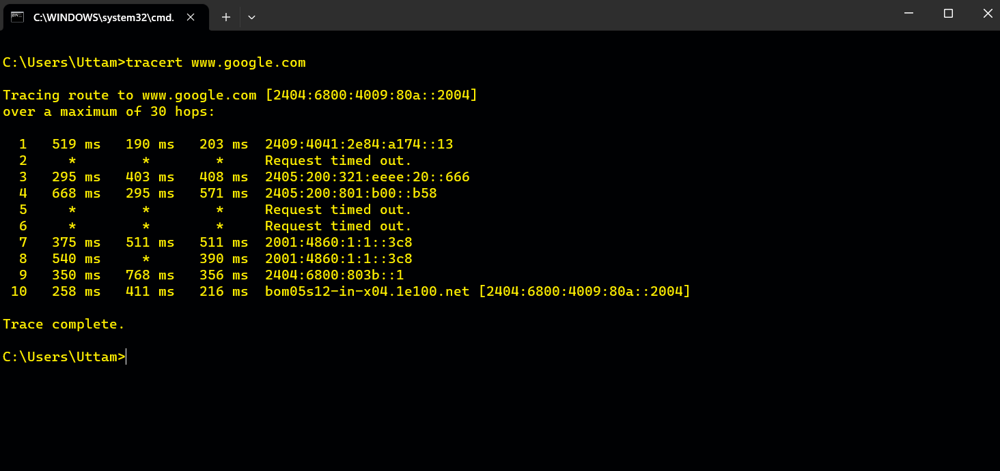 C:\WINDOWS\system32\cmd.
C:\Users\Uttam>tracert www.google.com
Tracing route to www.google.com [2404:6800:4009:80a::2004]
over a maximum of 30 hops:
1 519 ms 190 ms 203 ms 2409:4041:2e84:a174::13
2 * * * Request timed out.
3 295 ms 403 ms 408 ms 2405:200:321:eeee:20::666
4 668 ms 295 ms 571 ms 2405:200:801:b00::b58
5 * * * Request timed out.
6 * * * Request timed out.
7 375 ms 511 ms 511 ms 2001:4860:1:1::3c8
8 540 ms * 390 ms 2001:4860:1:1::3c8
9 350 ms 768 ms 356 ms 2404:6800:803b::1
10 258 ms 411 ms 216 ms bom05s12-in-x04.1e100.net [2404:6800:4009:80a::2004]
Trace complete.
C:\Users\Uttam>